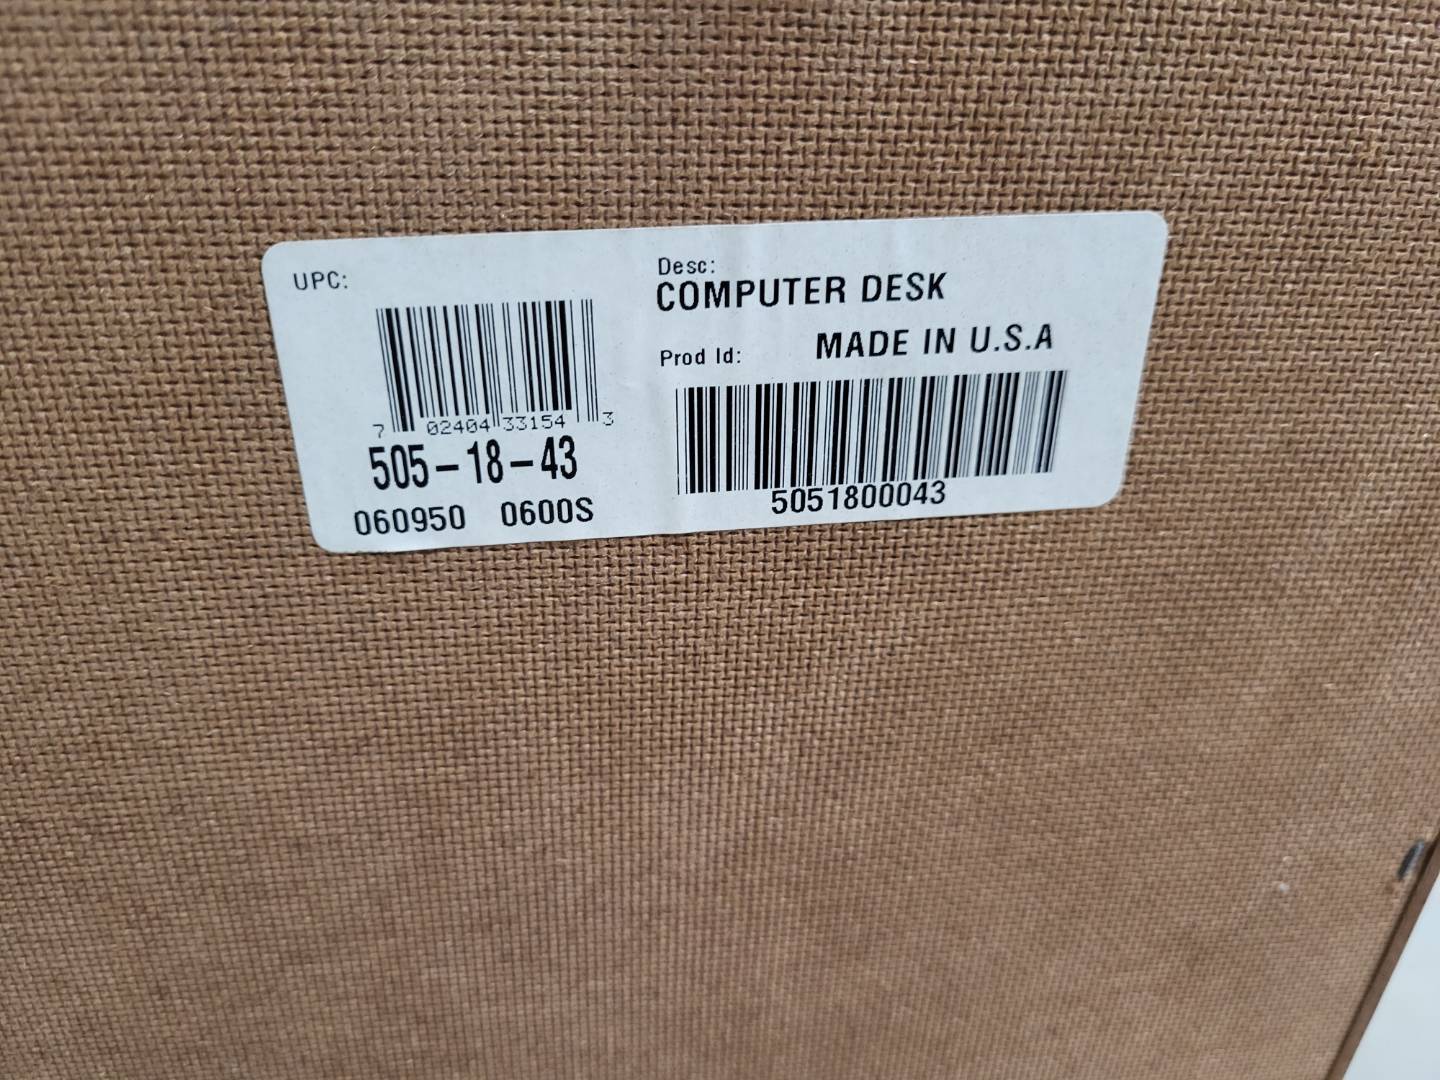 UPC:
7 02404 33154 3
505-18-43
060950 0600S
Desc:
COMPUTER DESK
Prod Id:
MADE IN U.S.A
5051800043